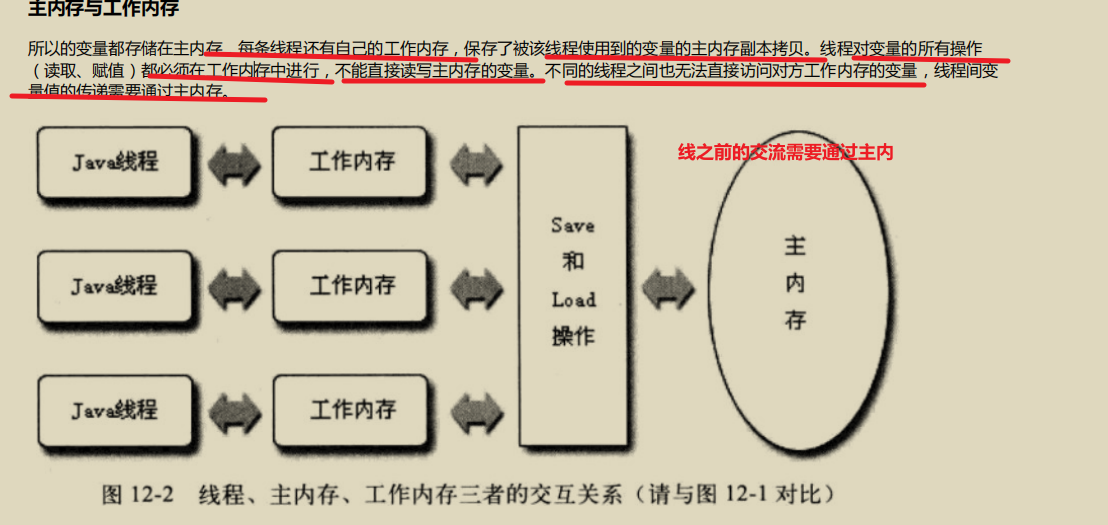 主内存与工作内存
所以的变量都存储在主内存，每条线程还有自己的工作内存，保存了被该线程使用到的变量的主内存副本拷贝。线程对变量的所有操作
（读取、赋值）都必须在工作内存中进行，不能直接读写主内存的变量。不同的线程之间也无法直接访问对方工作内存的变量，线程间变
量值的传递需要通过主内存。
线之前的交流需要通过主内
Java线程
工作内存
Java线程
工作内存
Java线程
工作内存
Save
和
Load
操作
主
内
存
图 12-2 线程、主内存、工作内存三者的交互关系（请与图 12-1 对比）